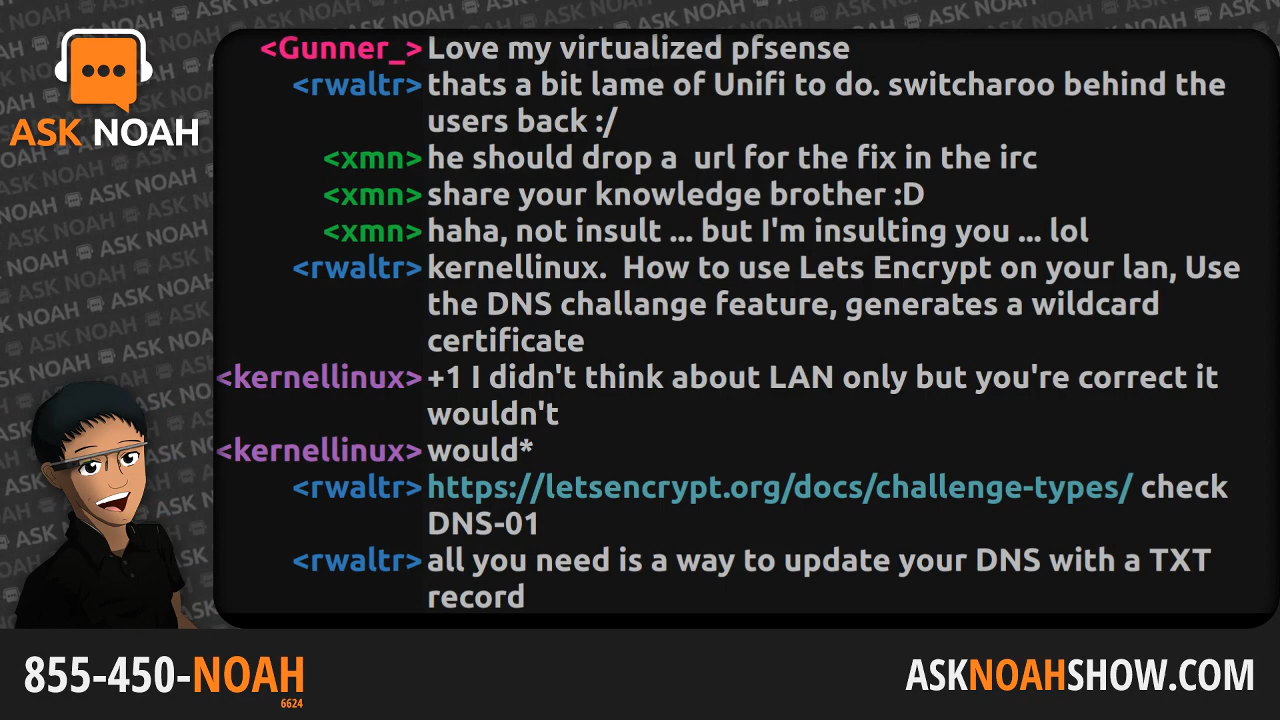 ASK NOAH
<Gunner_> Love my virtualized pfsense
<rwaltr> thats a bit lame of Unifi to do. switcharoo behind the
users back :/
<xmn> he should drop a  url for the fix in the irc
<xmn> share your knowledge brother :D
<xmn> haha, not insult ... but I'm insulting you ... lol
<rwaltr> kernellinux.  How to use Lets Encrypt on your lan, Use
the DNS challange feature, generates a wildcard
certificate
<kernellinux> +1 I didn't think about LAN only but you're correct it
wouldn't
<kernellinux> would*
<rwaltr> https://letsencrypt.org/docs/challenge-types/ check
DNS-01
<rwaltr> all you need is a way to update your DNS with a TXT
record
855-450-NOAH
6624
ASKNOAHSHOW.COM